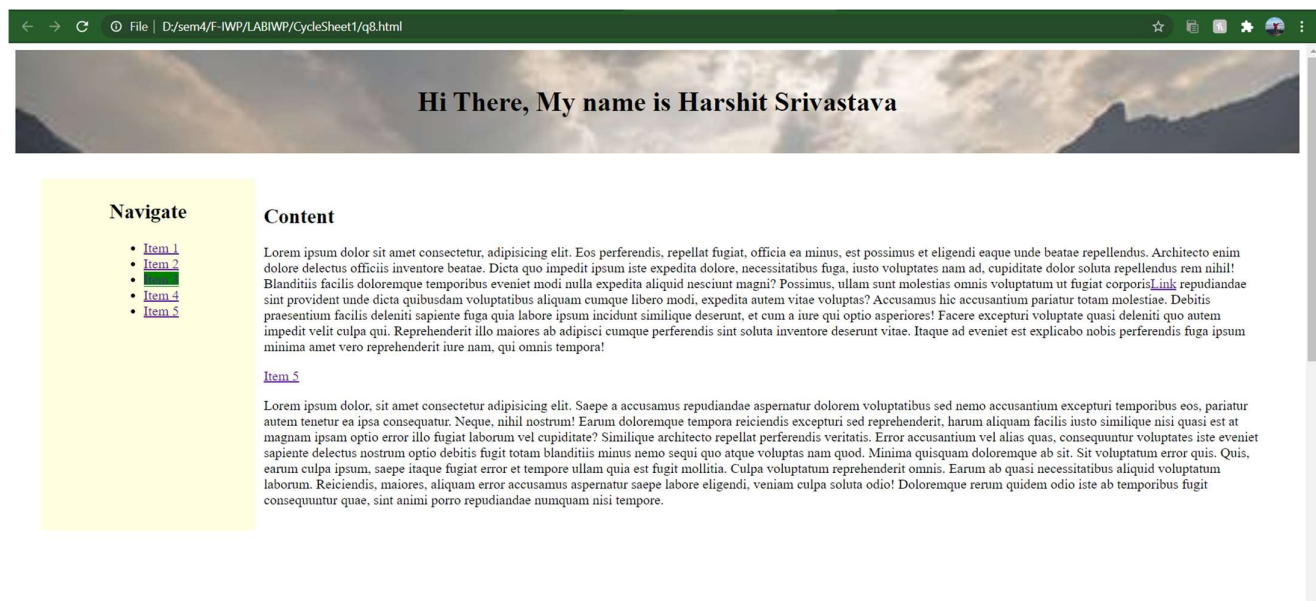 File | D:/sem4/F-IWP/LABIWP/CycleSheet1/q8.html
Hi There, My name is Harshit Srivastava
Navigate
Item 1
Item 2
Item 4
Item 5
Content
Lorem ipsum dolor sit amet consectetur, adipisicing elit. Eos perferendis, repellat fugiat, officia ea minus, est possimus et eligendi eaque unde beatae repellendus. Architecto enim
dolore delectus officiis inventore beatae. Dicta quo impedit ipsum iste expedita dolore, necessitatibus fuga, iusto voluptates nam ad, cupiditate dolor soluta repellendus rem nihil!
Blanditiis facilis doloremque temporibus eveniet modi nulla expedita aliquid nesciunt magni? Possimus, ullam sunt molestias omnis voluptatum ut fugiat corporisLink repudiandae
sint provident unde dicta quibusdam voluptatibus aliquam cumque libero modi, expedita autem vitae voluptas? Accusamus hic accusantium pariatur totam molestiae. Debitis
praesentium facilis deleniti sapiente fuga quia labore ipsum incidunt similique deserunt, et cum a iure qui optio asperiores! Facere excepturi voluptate quasi deleniti quo autem
impedit velit culpa qui. Reprehenderit illo maiores ab adipisci cumque perferendis sint soluta inventore deserunt vitae. Itaque ad eveniet est explicabo nobis perferendis fuga ipsum
minima amet vero reprehenderit iure nam, qui omnis tempora!
Item 5
Lorem ipsum dolor, sit amet consectetur adipisicing elit. Saepe a accusamus repudiandae aspernatur dolorem voluptatibus sed nemo accusantium excepturi temporibus eos, pariatur
autem tenetur ea ipsa consequatur. Neque, nihil nostrum! Earum doloremque tempora reiciendis excepturi sed reprehenderit, harum aliquam facilis iusto similique nisi quasi est at
magnam ipsam optio error illo fugiat laborum vel cupiditate? Similique architecto repellat perferendis veritatis. Error accusantium vel alias quas, consequuntur voluptates iste eveniet
sapiente delectus nostrum optio debitis fugit totam blanditiis minus nemo sequi quo atque voluptas nam quod. Minima quisquam doloremque ab sit. Sit voluptatum error quis. Quis,
earum culpa ipsum, saepe itaque fugiat error et tempore ullam quia est fugit mollitia. Culpa voluptatum reprehenderit omnis. Earum ab quasi necessitatibus aliquid voluptatum
laborum. Reiciendis, maiores, aliquam error accusamus aspernatur saepe labore eligendi, veniam culpa soluta odio! Doloremque rerum quidem odio iste ab temporibus fugit
consequuntur quae, sint animi porro repudiandae numquam nisi tempore.